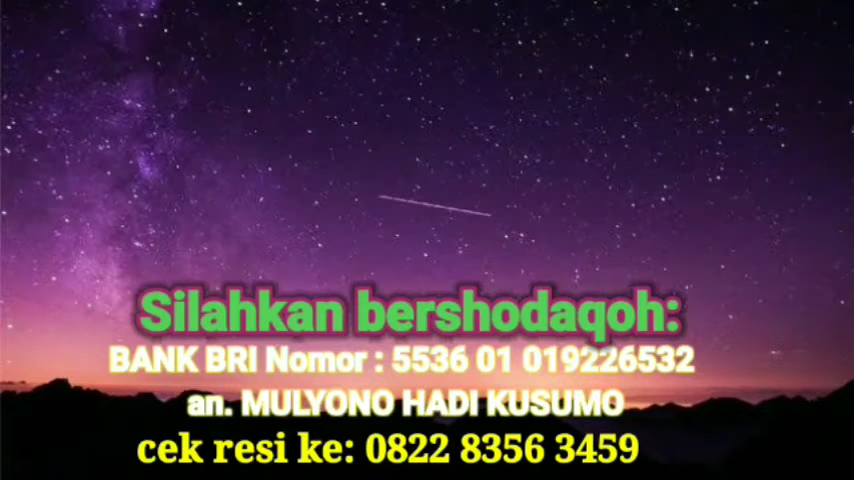 Silahkan bershodaqoh:
BANK BRI Nomor : 5536 01 019226532
an. MULYONO HADI KUSUMO
cek resi ke: 0822 8356 3459